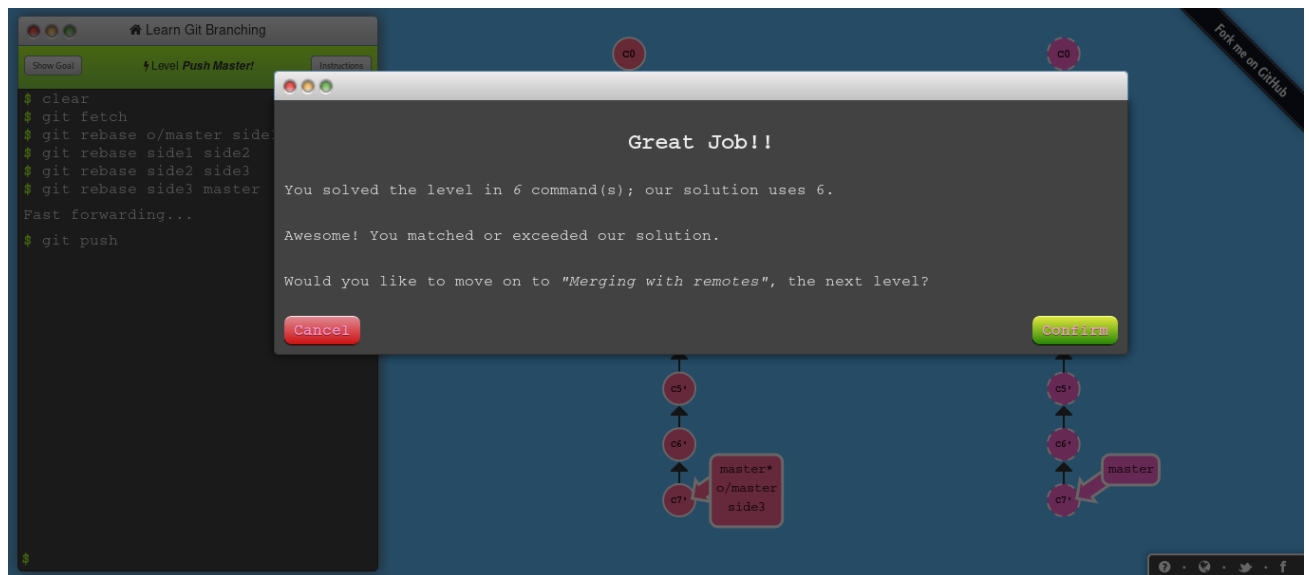 Learn Git Branching
Show Goal
Level Push Master!
Instructions
$ clear
$ git fetch
$ git rebase o/master
$ git rebase side1 side2
$ git rebase side2 side3
$ git rebase side3 master
Fast forwarding...
$ git push
$
C0
C0
Fork me on GitHub
Great Job!!
You solved the level in 6 command(s); our solution uses 6.
Awesome! You matched or exceeded our solution.
Would you like to move on to "Merging with remotes", the next level?
Cancel
Confirm
C5'
C5'
C6'
C6'
C7'
master*
o/master
side3
C7'
master